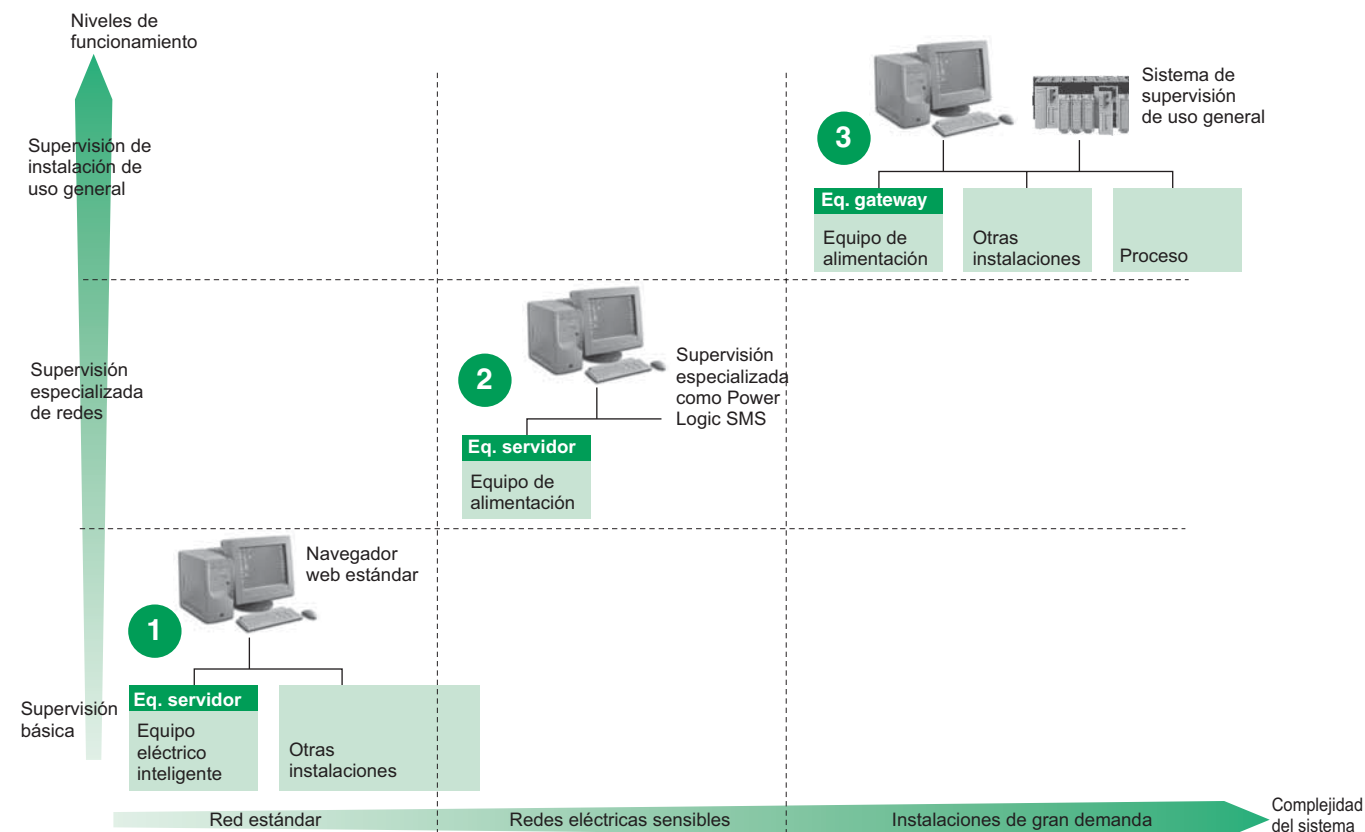 Niveles de
funcionamiento
Supervisión de
instalación de
uso general
3
Sistema de
supervisión
de uso general
Eq. gateway
Equipo de
alimentación
Otras
instalaciones
Proceso
Supervisión
especializada
de redes
2
Supervisión
especializada
como Power
Logic SMS
Eq. servidor
Equipo de
alimentación
Navegador
web estándar
1
Supervisión
básica
Eq. servidor
Equipo
eléctrico
inteligente
Otras
instalaciones
Red estándar
Redes eléctricas sensibles
Instalaciones de gran demanda
Complejidad
del sistema